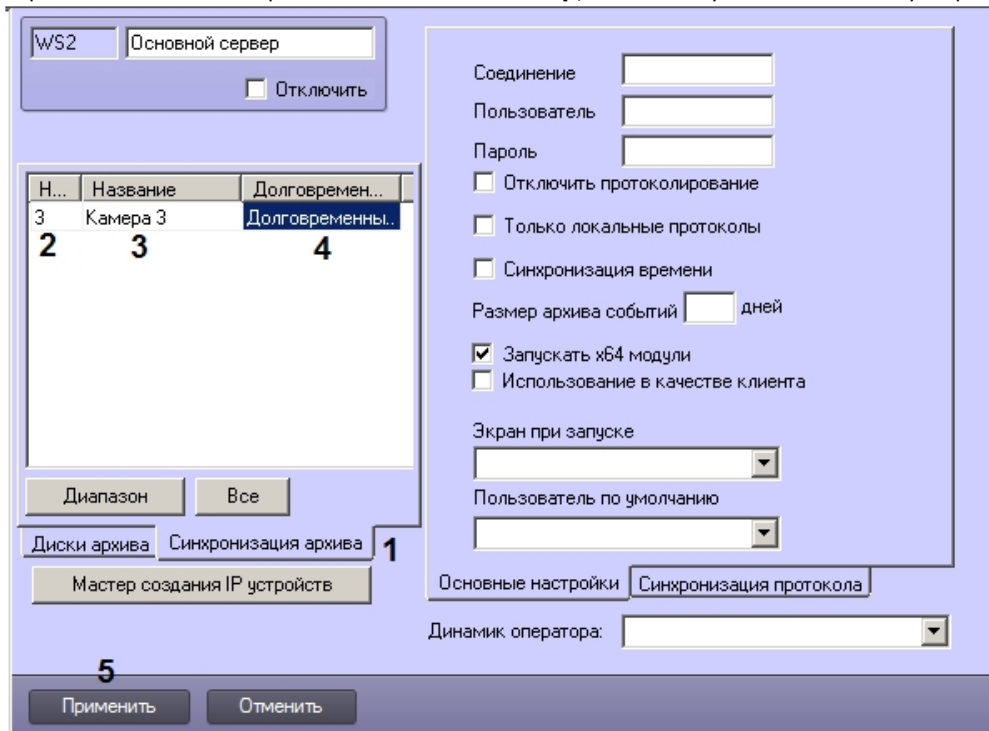 WS2 Основной сервер
Отключить
Н... Название Долговремен...
3 Камера 3 Долговременны..
2 3 4
Диапазон Все
Диски архива Синхронизация архива 1
Мастер создания IP устройств
Соединение
Пользователь
Пароль
Отключить протоколирование
Только локальные протоколы
Синхронизация времени
Размер архива событий дней
Запускать x64 модули
Использование в качестве клиента
Экран при запуске
Пользователь по умолчанию
Основные настройки Синхронизация протокола
Динамик оператора:
5
Применить Отменить